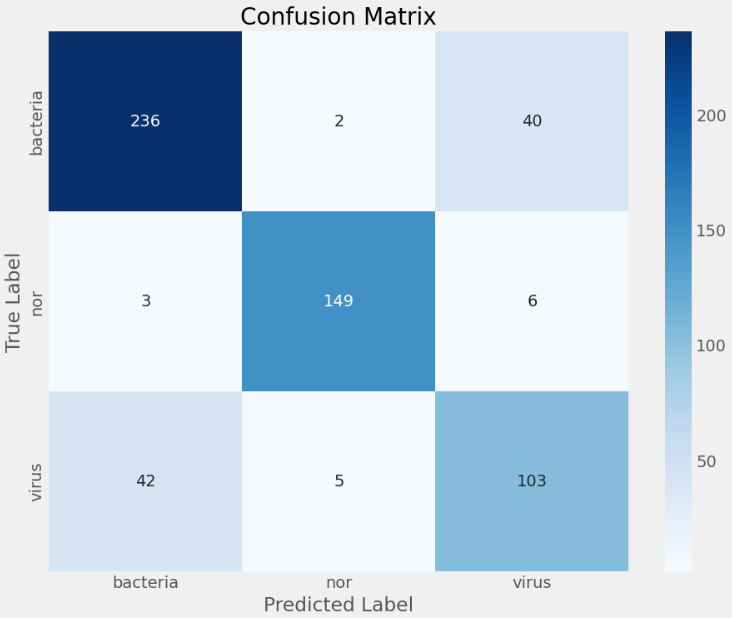 Confusion Matrix
True Label
bacteria
236
2
40
nor
3
149
6
virus
42
5
103
bacteria
nor
virus
Predicted Label
200
150
100
50